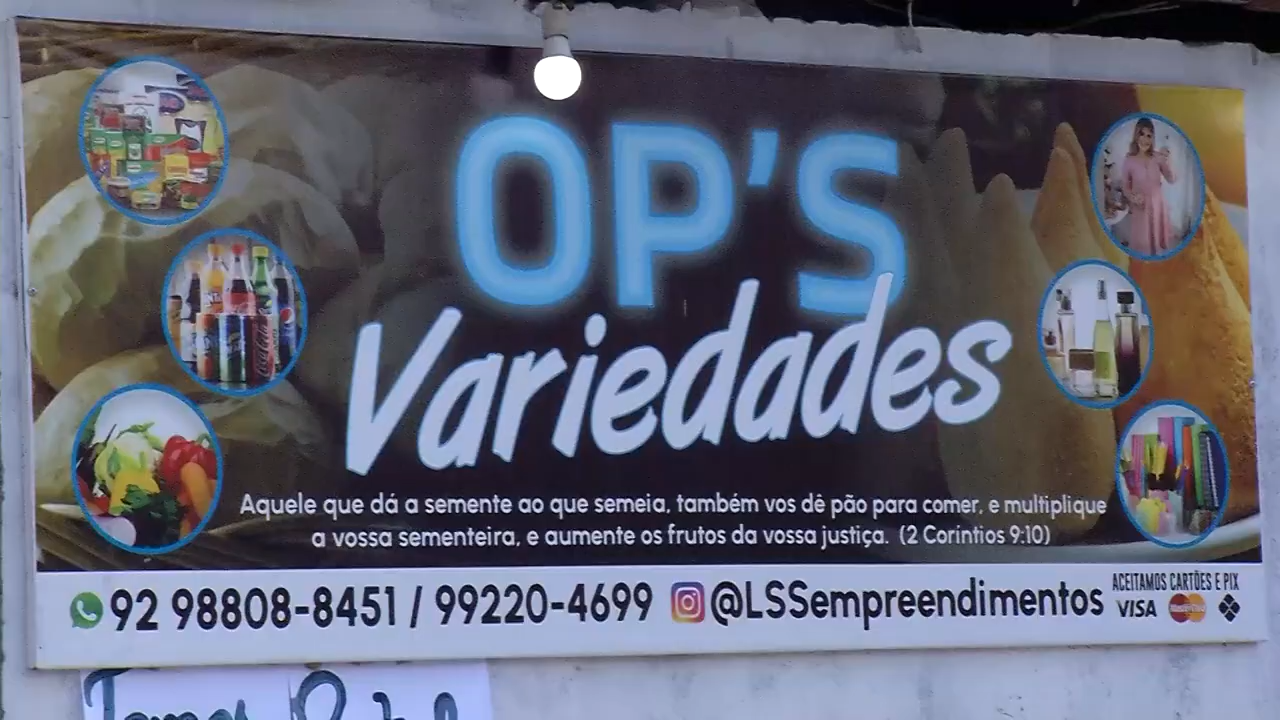 OP'S
Variedades
Aquele que dá a semente ao que semeia, também vos dê pão para comer, e multiplique
a vossa sementeira, e aumente os frutos da vossa justiça. (2 Coríntios 9:10)
92 98808-8451 / 99220-4699 @LSSempreendimentos
ACEITAMOS CARTÕES E PIX
VISA MasterCard
Temos